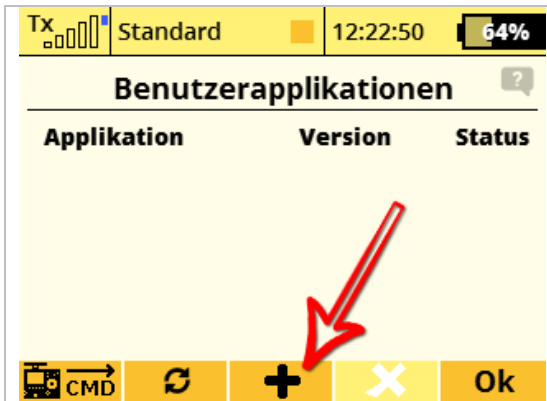 Tx Standard 12:22:50 64%
Benutzerapplikationen ?
Applikation Version Status
CMD Ok